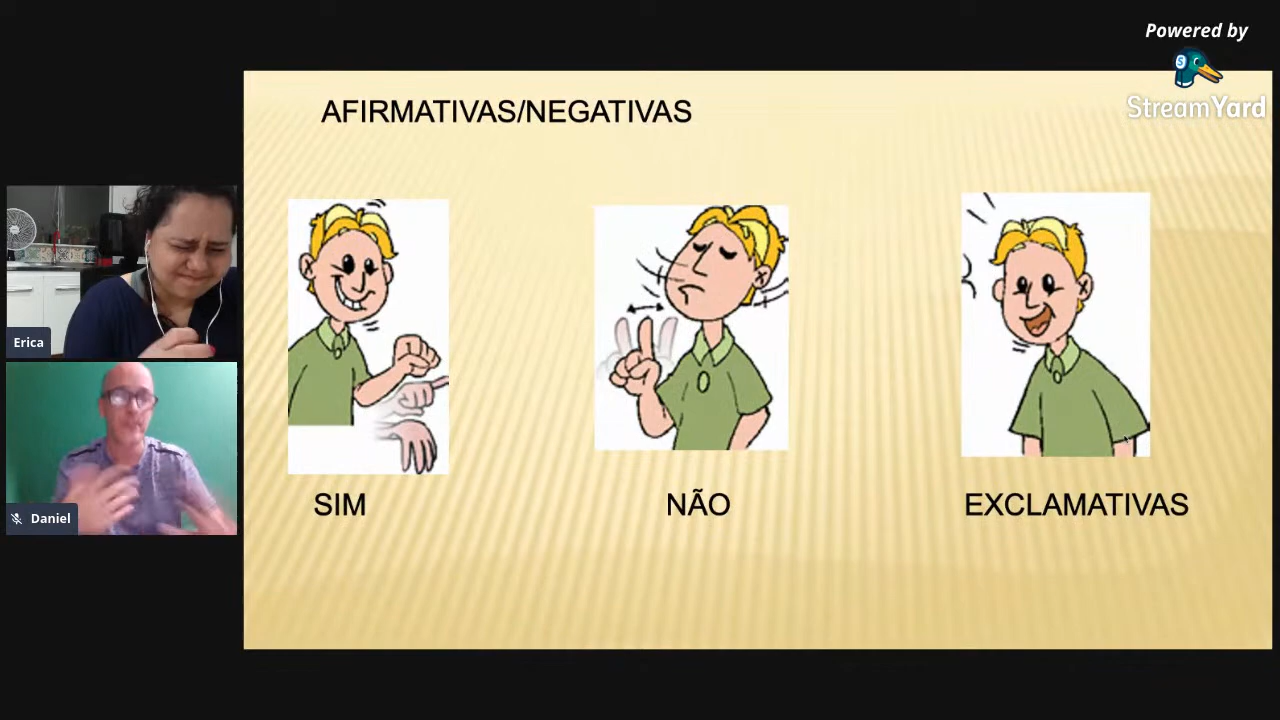 Powered by
StreamYard
AFIRMATIVAS/NEGATIVAS
Erica
Daniel
SIM
NÃO
EXCLAMATIVAS